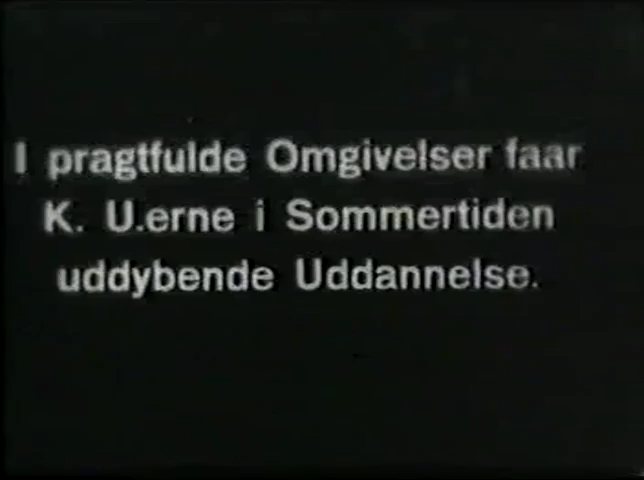 I pragtfulde Omgivelser faar
K. U.erne i Sommertiden
uddybende Uddannelse.